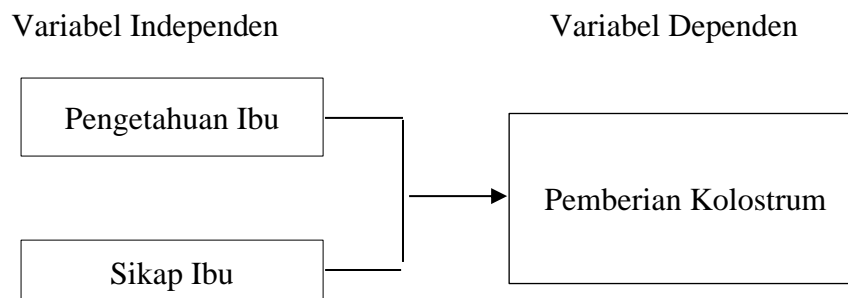 Variabel Independen
Variabel Dependen
Pengetahuan Ibu
Pemberian Kolostrum
Sikap Ibu